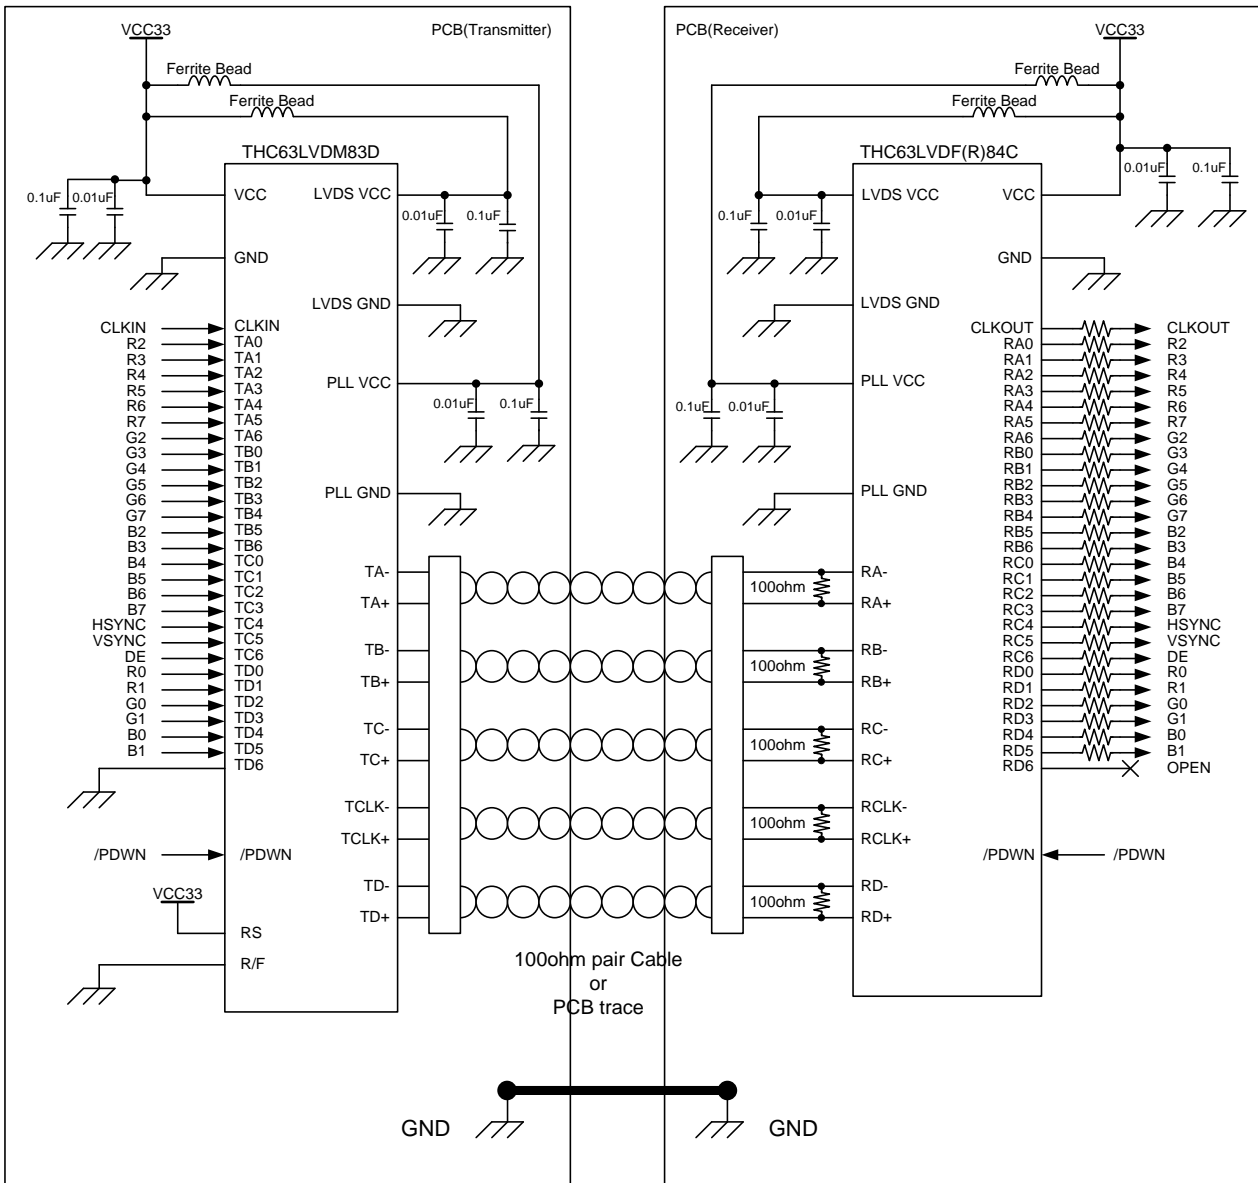 PCB(Transmitter)
VCC33
Ferrite Bead
Ferrite Bead
THC63LVDM83D
0.1uF
0.01uF
VCC
LVDS VCC
0.01uF
0.1uF
GND
LVDS GND
CLKIN CLKIN
R2 TA0
R3 TA1
R4 TA2
R5 TA3
R6 TA4
R7 TA5
G2 TA6
G3 TB0
G4 TB1
G5 TB2
G6 TB3
G7 TB4
B2 TB5
B3 TB6
B4 TC0
B5 TC1
B6 TC2
B7 TC3
HSYNC TC4
VSYNC TC5
DE TC6
R0 TD0
R1 TD1
G0 TD2
G1 TD3
B0 TD4
B1 TD5
TD6
PLL VCC
0.01uF
0.1uF
PLL GND
TA-
TA+
TB-
TB+
TC-
TC+
TCLK-
TCLK+
TD-
TD+
/PDWN /PDWN
VCC33
RS
R/F
100ohm pair Cable
or
PCB trace
GND
GND
PCB(Receiver)
VCC33
Ferrite Bead
Ferrite Bead
THC63LVDF(R)84C
0.01uF
0.1uF
LVDS VCC
VCC
0.1uF
0.01uF
GND
LVDS GND
PLL VCC
0.1uF
0.01uF
PLL GND
CLKOUT CLKOUT
RA0 R2
RA1 R3
RA2 R4
RA3 R5
RA4 R6
RA5 R7
RA6 G2
RB0 G3
RB1 G4
RB2 G5
RB3 G6
RB4 G7
RB5 B2
RB6 B3
RC0 B4
RC1 B5
RC2 B6
RC3 B7
RC4 HSYNC
RC5 VSYNC
RC6 DE
RD0 R0
RD1 R1
RD2 G0
RD3 G1
RD4 B0
RD5 B1
RD6 OPEN
100ohm
RA-
RA+
100ohm
RB-
RB+
100ohm
RC-
RC+
100ohm
RCLK-
RCLK+
100ohm
RD-
RD+
/PDWN /PDWN